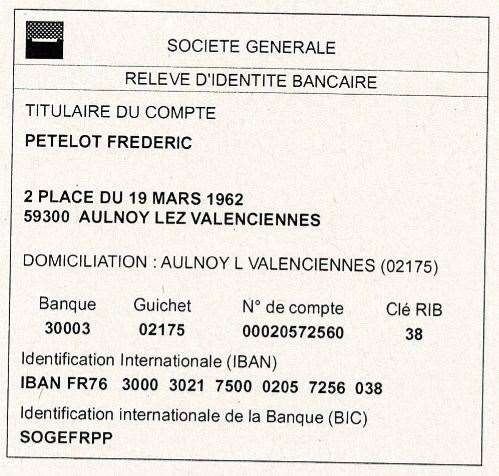 SOCIETE GENERALE
RELEVE D'IDENTITE BANCAIRE
TITULAIRE DU COMPTE
PETELOT FREDERIC
2 PLACE DU 19 MARS 1962
59300 AULNOY LEZ VALENCIENNES
DOMICILIATION : AULNOY L VALENCIENNES (02175)
Banque Guichet N° de compte Clé RIB
30003 02175 00020572560 38
Identification Internationale (IBAN)
IBAN FR76 3000 3021 7500 0205 7256 038
Identification internationale de la Banque (BIC)
SOGEFRPP